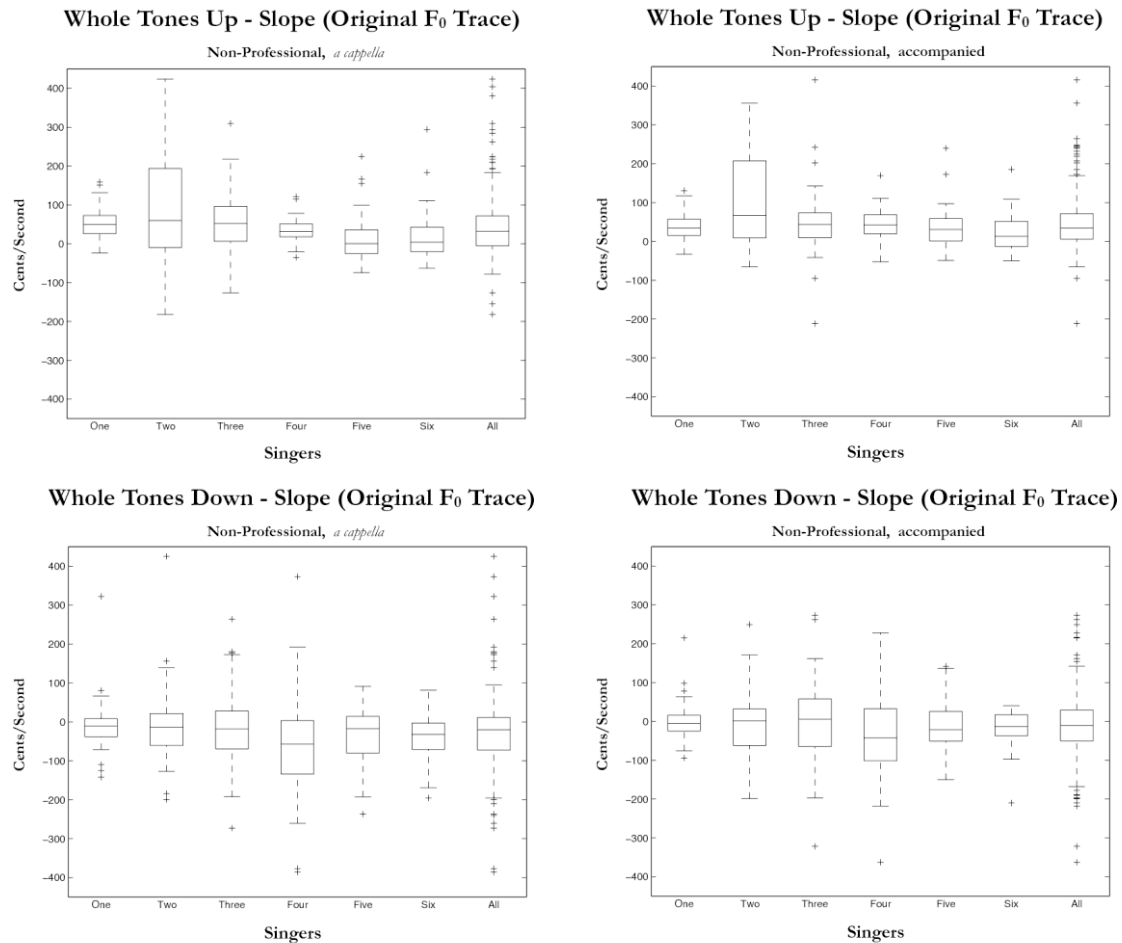 Whole Tones Up - Slope (Original F₀ Trace)
Non-Professional, a cappella
Cents/Second
400
300
200
100
0
−100
−200
−300
−400
One Two Three Four Five Six All
Singers
Whole Tones Up - Slope (Original F₀ Trace)
Non-Professional, accompanied
Cents/Second
400
300
200
100
0
−100
−200
−300
−400
One Two Three Four Five Six All
Singers
Whole Tones Down - Slope (Original F₀ Trace)
Non-Professional, a cappella
Cents/Second
400
300
200
100
0
−100
−200
−300
−400
One Two Three Four Five Six All
Singers
Whole Tones Down - Slope (Original F₀ Trace)
Non-Professional, accompanied
Cents/Second
400
300
200
100
0
−100
−200
−300
−400
One Two Three Four Five Six All
Singers